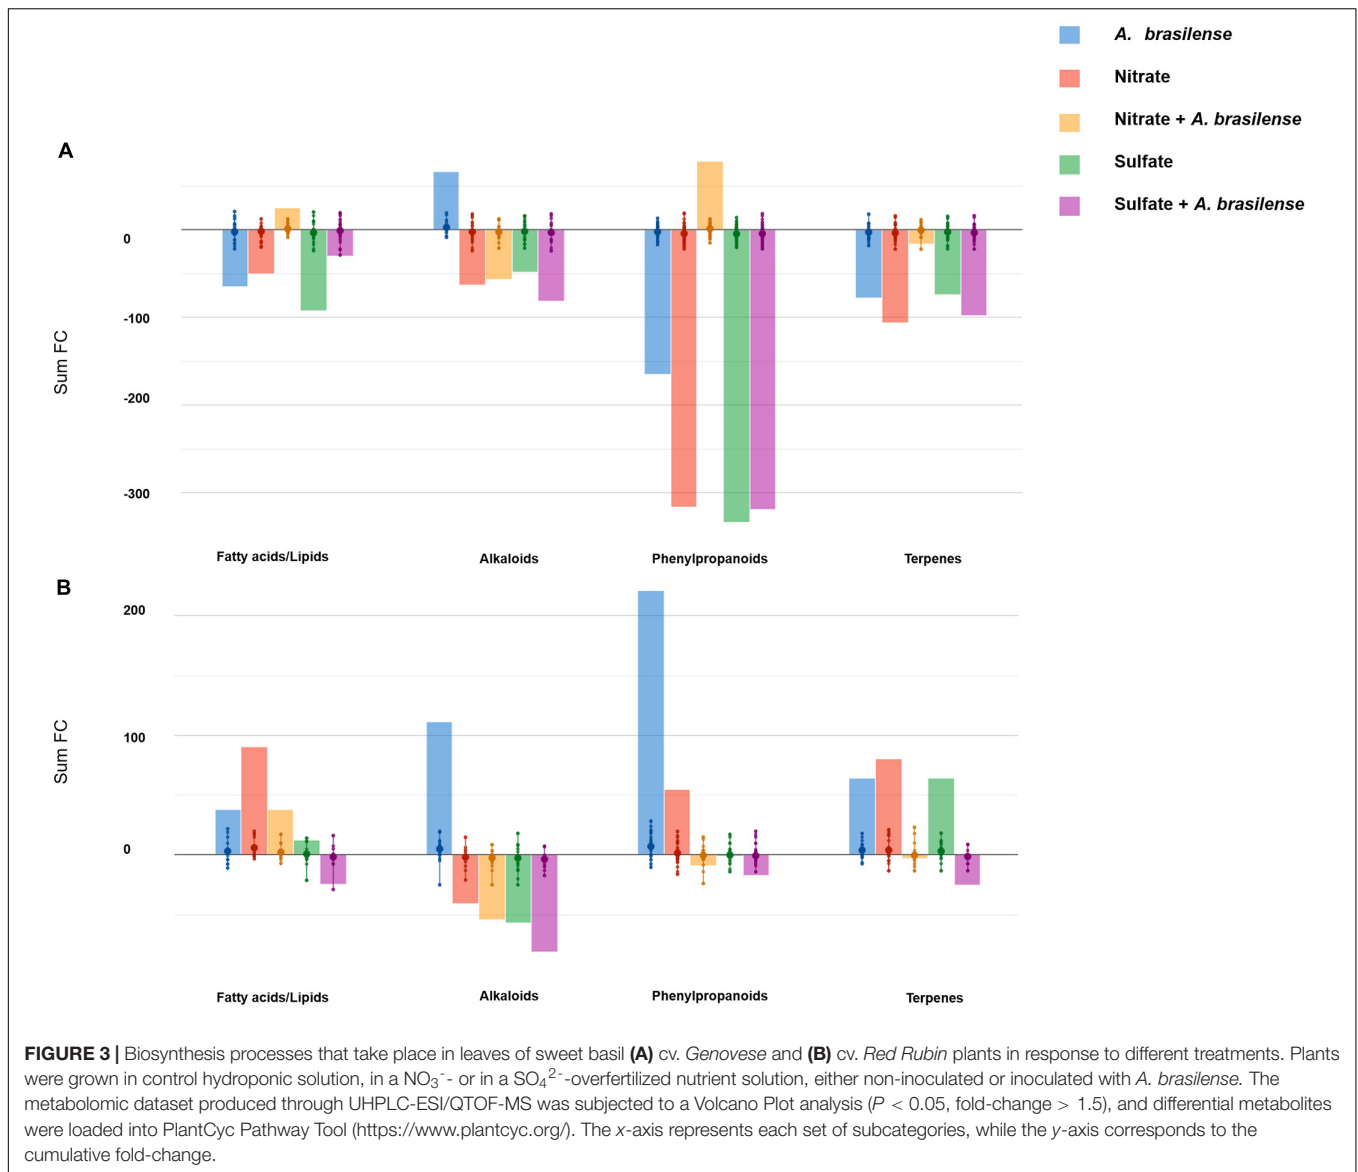 A. brasilense
Nitrate
Nitrate + A. brasilense
Sulfate
Sulfate + A. brasilense
A
0
-100
-200
-300
Sum FC
Fatty acids/Lipids
Alkaloids
Phenylpropanoids
Terpenes
B
200
100
0
Sum FC
Fatty acids/Lipids
Alkaloids
Phenylpropanoids
Terpenes
FIGURE 3 | Biosynthesis processes that take place in leaves of sweet basil (A) cv. Genovese and (B) cv. Red Rubin plants in response to different treatments. Plants
were grown in control hydroponic solution, in a NO₃⁻- or in a SO₄²⁻-overfertilized nutrient solution, either non-inoculated or inoculated with A. brasilense. The
metabolomic dataset produced through UHPLC-ESI/QTOF-MS was subjected to a Volcano Plot analysis (P < 0.05, fold-change > 1.5), and differential metabolites
were loaded into PlantCyc Pathway Tool (https://www.plantcyc.org/). The x-axis represents each set of subcategories, while the y-axis corresponds to the
cumulative fold-change.